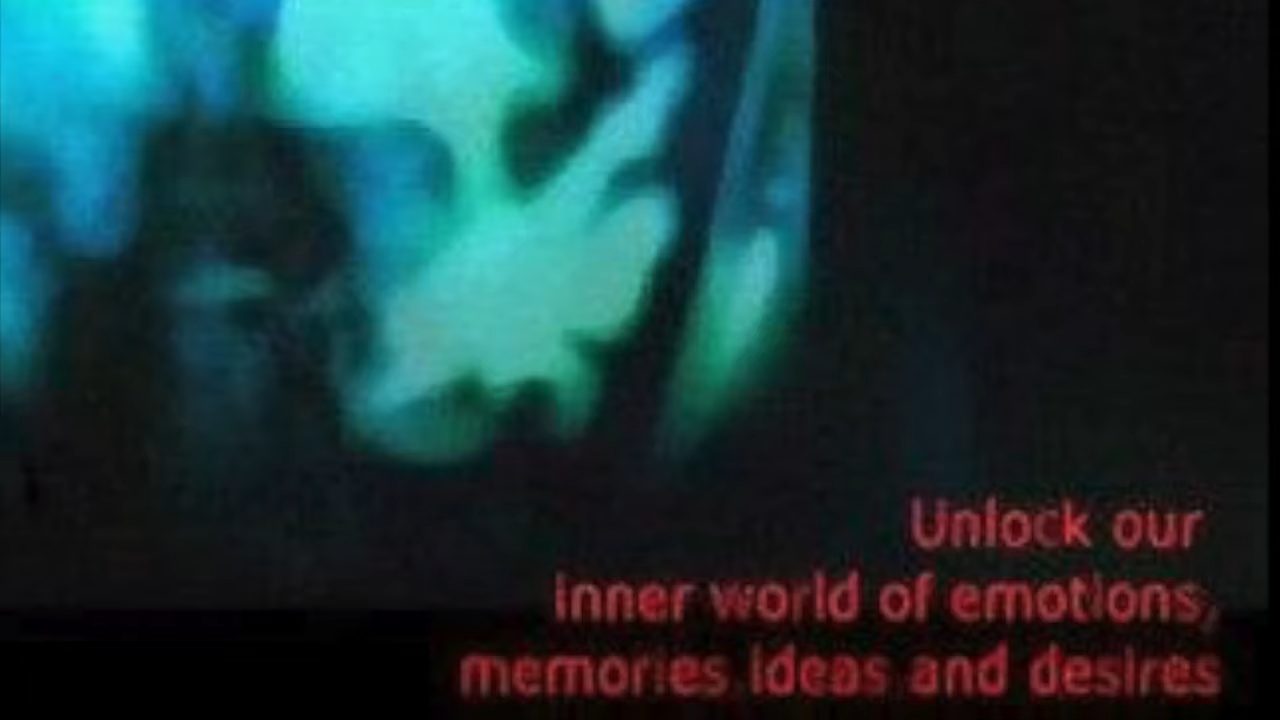 Unlock our
inner world of emotions,
memories ideas and desires